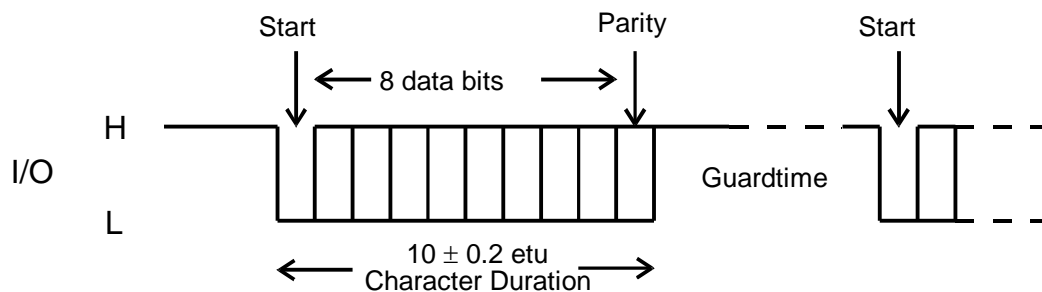 Start
Parity
Start
8 data bits
H
I/O
Guardtime
L
10 ± 0.2 etu
Character Duration